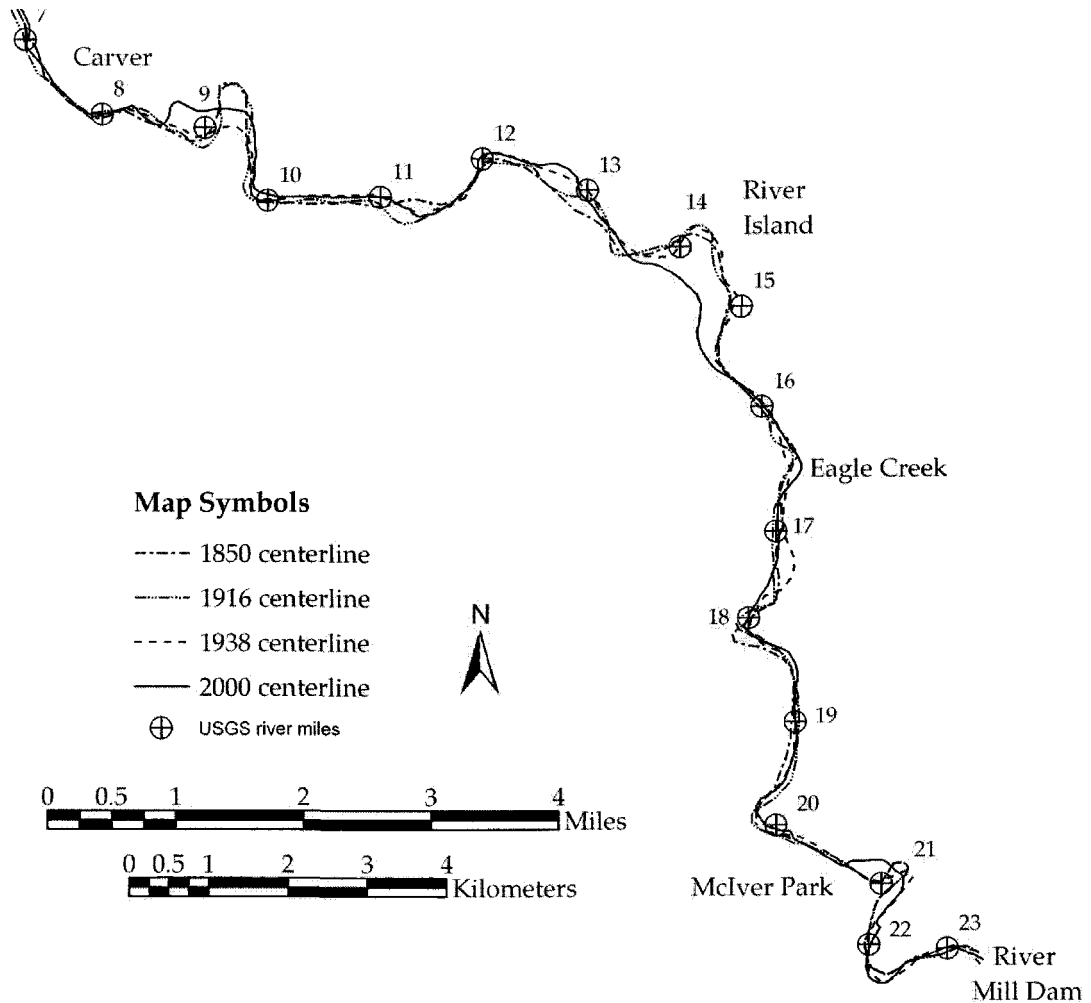 7
Carver
8
9
10
11
12
13
14
River
Island
15
16
Eagle Creek
17
18
19
20
21
McIver Park
22
23
River
Mill Dam
Map Symbols
1850 centerline
1916 centerline
1938 centerline
2000 centerline
USGS river miles
N
0 0.5 1 2 3 4
Miles
0 0.5 1 2 3 4
Kilometers